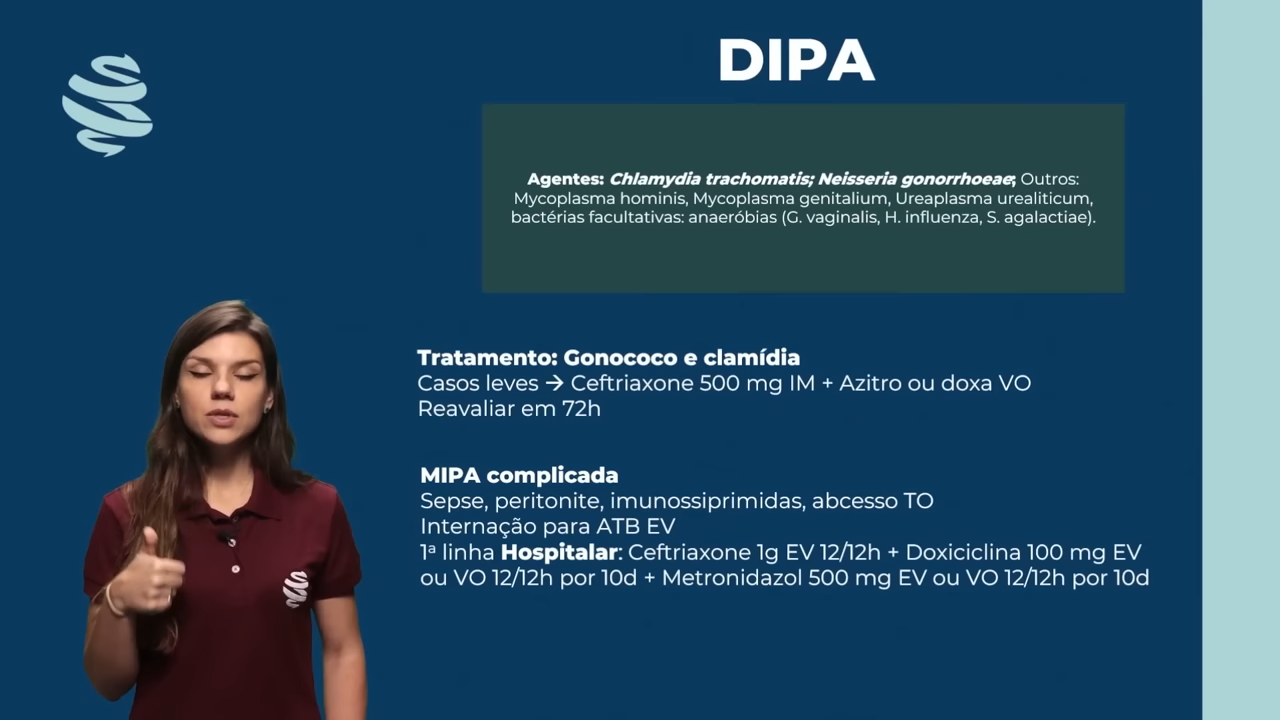 DIPA
Agentes: Chlamydia trachomatis; Neisseria gonorrhoeae; Outros:
Mycoplasma hominis, Mycoplasma genitalium, Ureaplasma urealiticum,
bactérias facultativas: anaeróbias (G. vaginalis, H. influenza, S. agalactiae).
Tratamento: Gonococo e clamídia
Casos leves → Ceftriaxone 500 mg IM + Azitro ou doxa VO
Reavaliar em 72h
MIPA complicada
Sepse, peritonite, imunossiprimidas, abcesso TO
Internação para ATB EV
1ª linha Hospitalar: Ceftriaxone 1g EV 12/12h + Doxiciclina 100 mg EV
ou VO 12/12h por 10d + Metronidazol 500 mg EV ou VO 12/12h por 10d